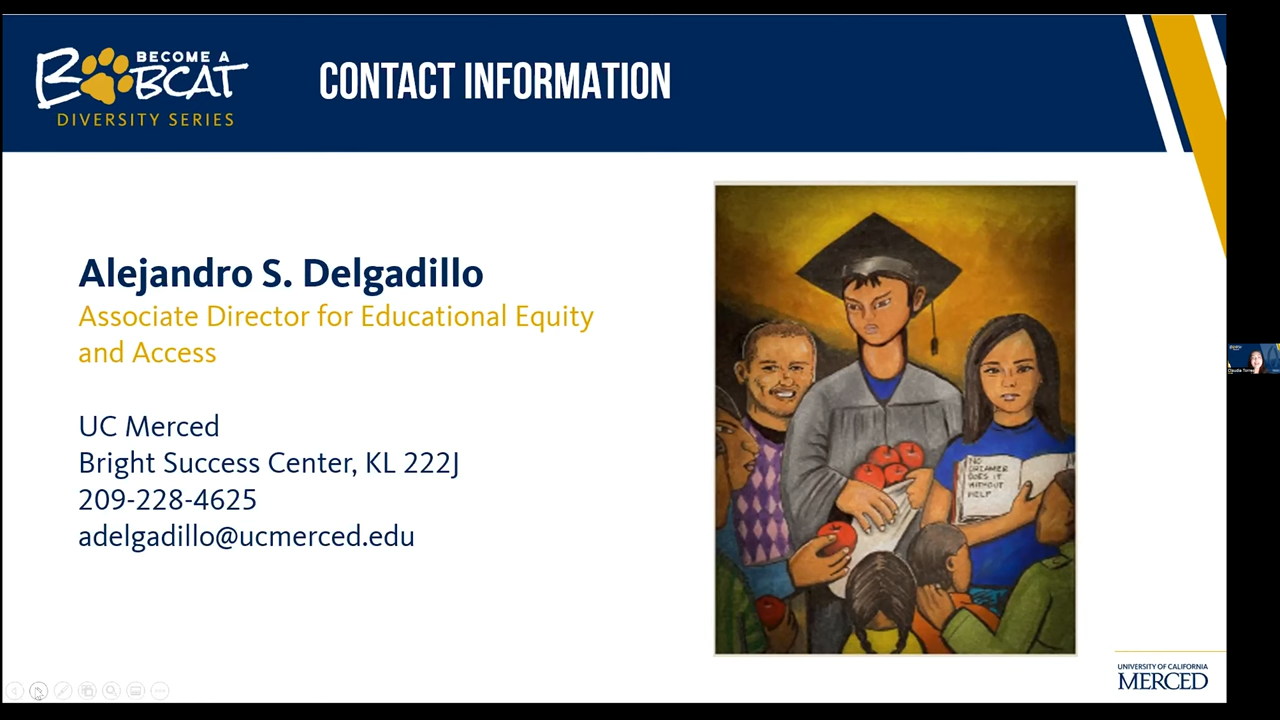 BECOME A
BOBCAT
DIVERSITY SERIES
CONTACT INFORMATION
Alejandro S. Delgadillo
Associate Director for Educational Equity
and Access
UC Merced
Bright Success Center, KL 222J
209-228-4625
adelgadillo@ucmerced.edu
NO
DREAMER
DOES IT
WITHOUT
HELP
UNIVERSITY OF CALIFORNIA
MERCED